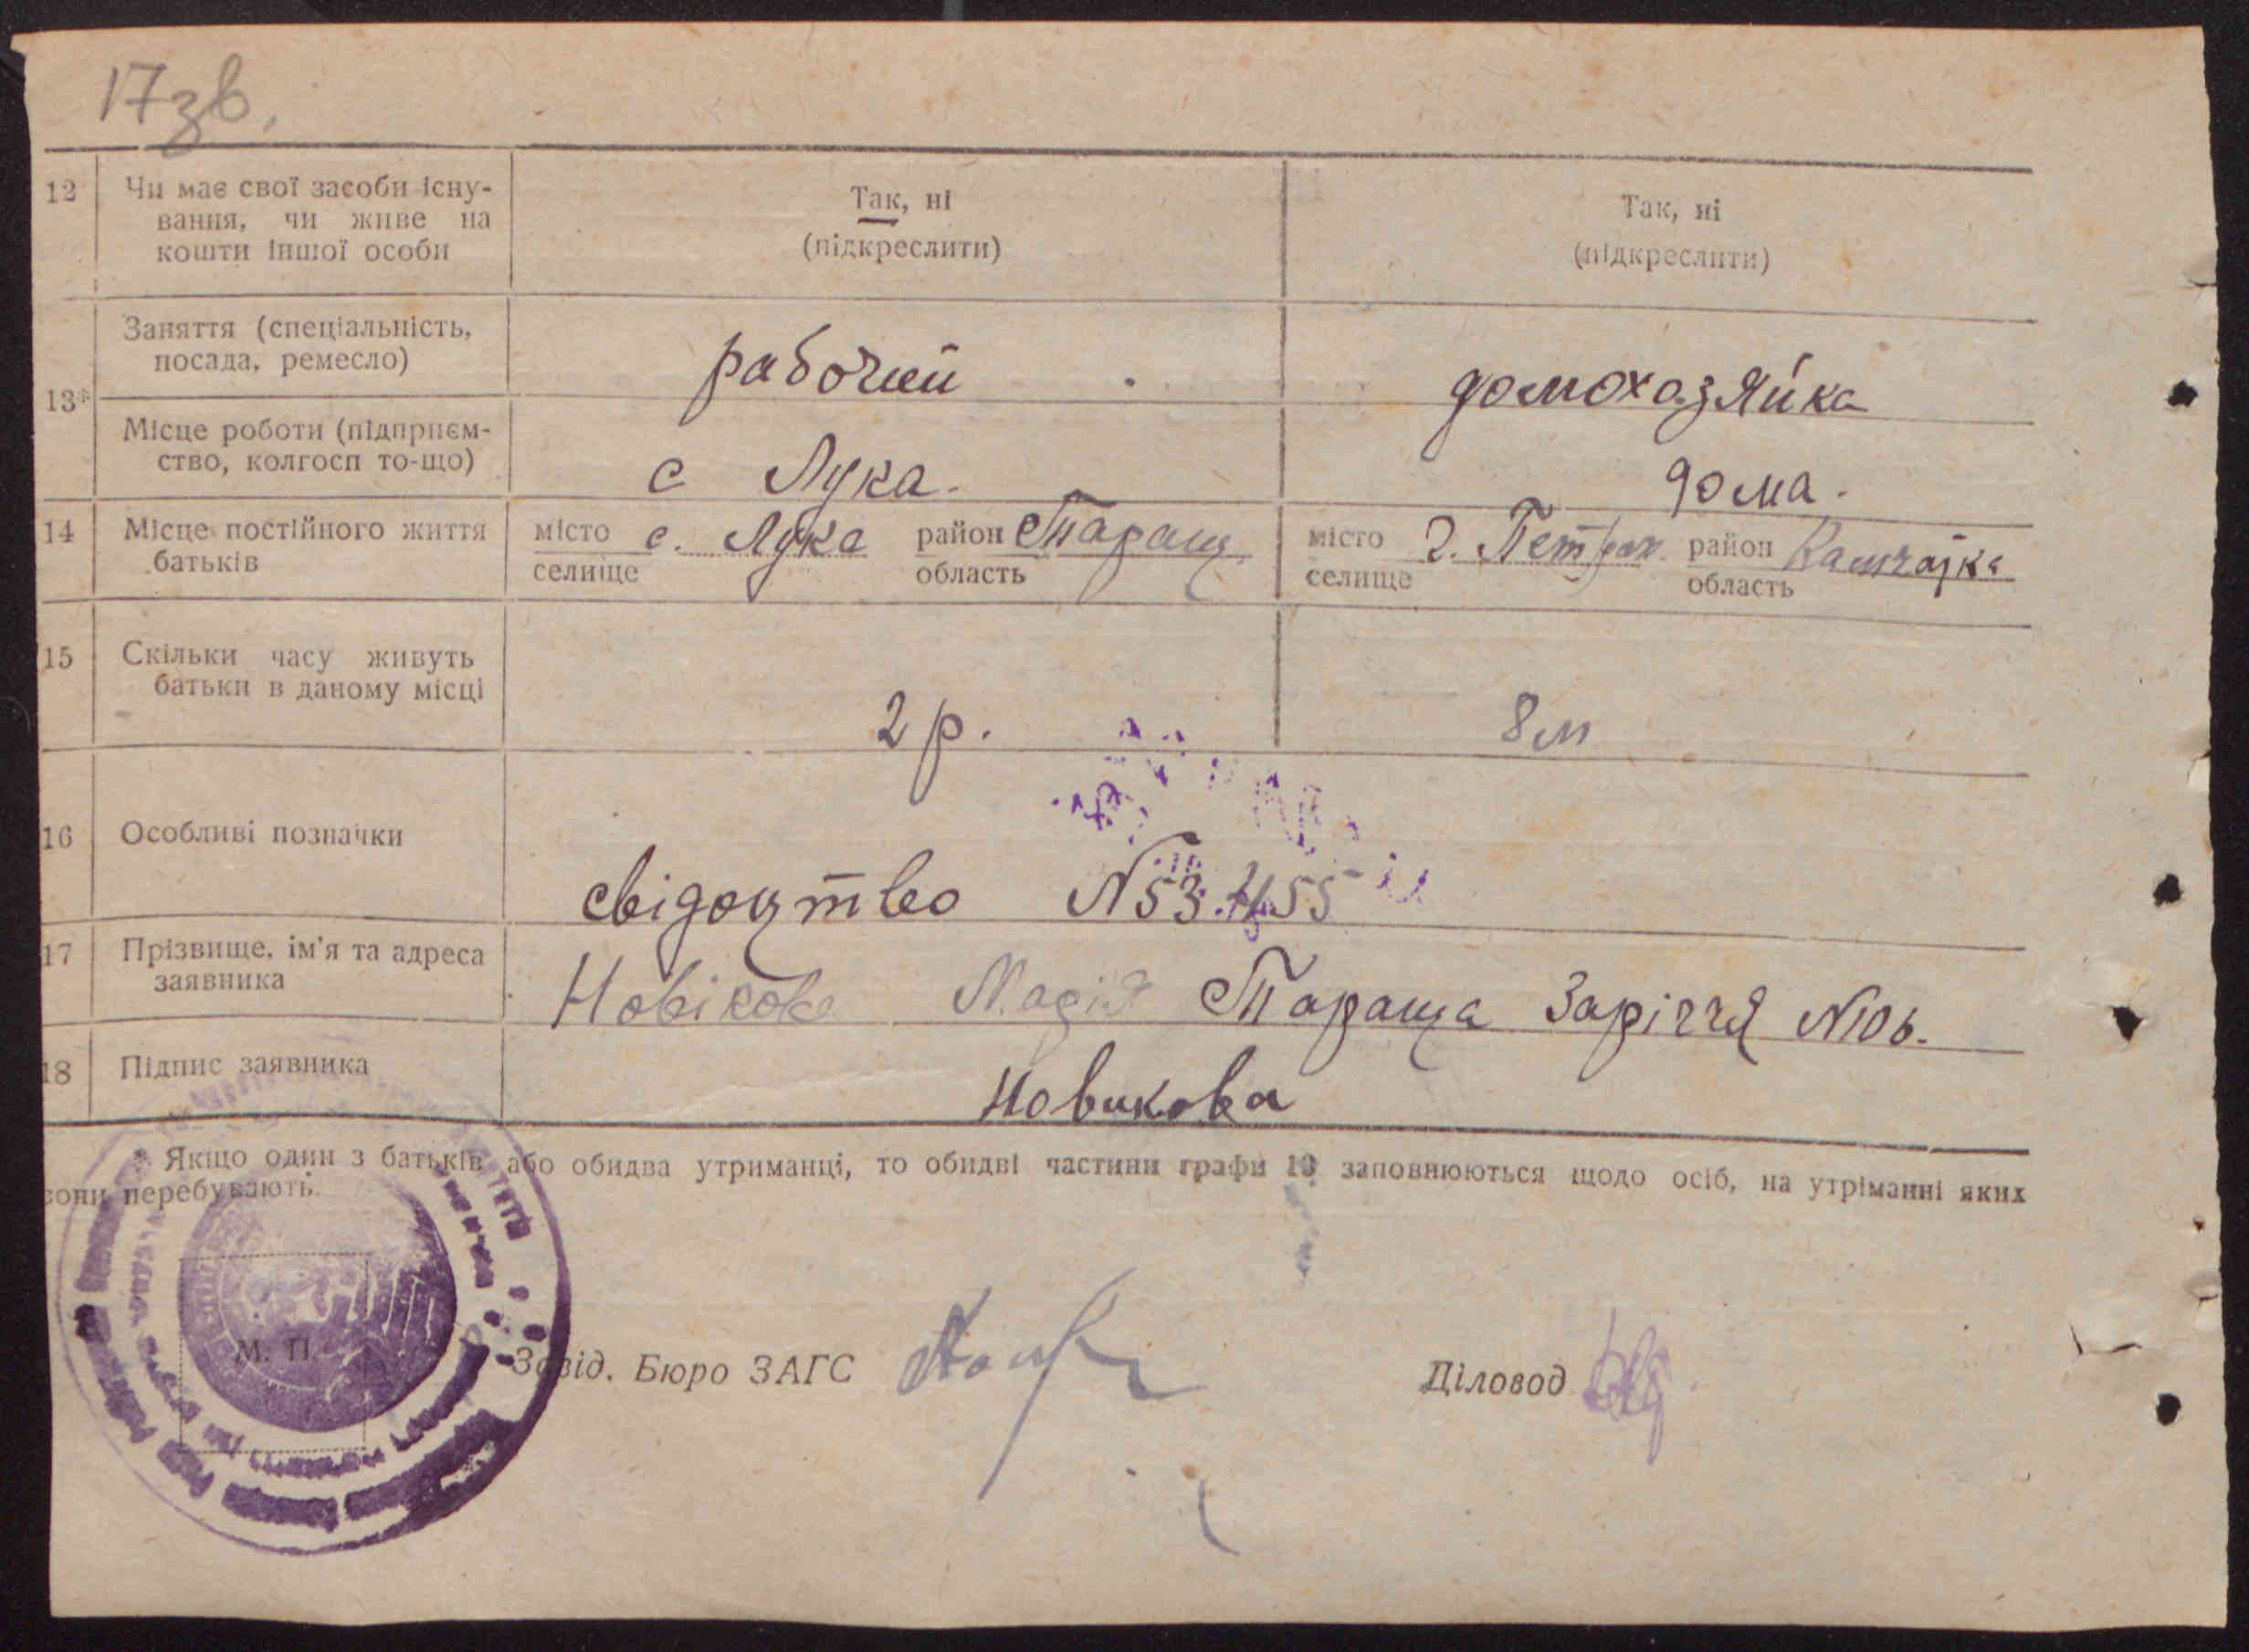 17зв.
12 Чи має свої засоби існу-
вання, чи живе на
кошти іншої особи
Так, ні
(підкреслити)
Так, ні
(підкреслити)
13*
Заняття (спеціальність,
посада, ремесло)
рабочий
домохазяйка
Місце роботи (підприєм-
ство, колгосп то-що)
с Лука.
дома.
14 Місце постійного життя
батьків
місто с. Лука район Таращ
селище область
місто г. район
селище область
15 Скільки часу живуть
батьки в даному місці
2 р.
8 м
16 Особливі позначки
свідоцтво N
17 Прізвище, ім'я та адреса
заявника
Новікова Марія Тараща Заріччя N 106.
18 Підпис заявника
Новикова
* Якщо один з батьків або обидва утриманці, то обидві частини графи 13 заповнюються щодо осіб, на утріманні яких
вони перебувають.
М. П.
Завід. Бюро ЗАГС
Діловод